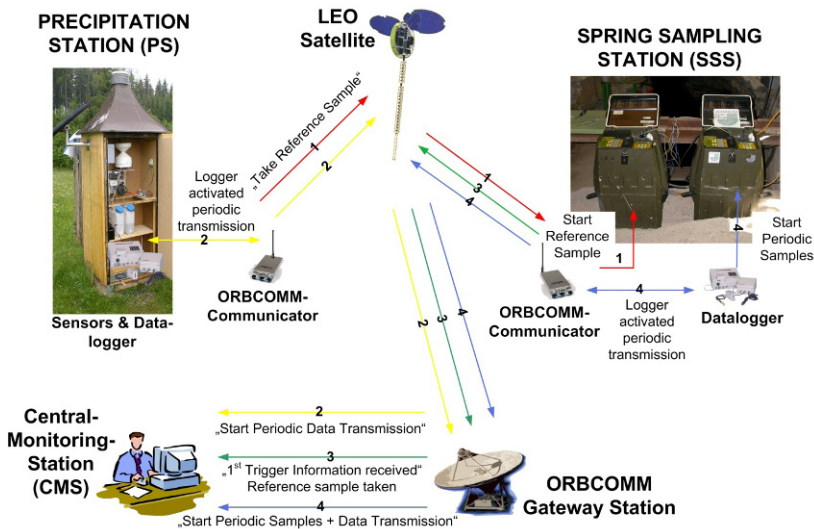 PRECIPITATION
STATION (PS)
LEO
Satellite
SPRING SAMPLING
STATION (SSS)
„Take Reference Sample“
1
2
Logger
activated
periodic
transmission
2
ORBCOMM-
Communicator
Sensors & Data-
logger
1
3
4
Start
Reference
Sample
1
4
Start
Periodic
Samples
ORBCOMM-
Communicator
4
Logger
activated
periodic
transmission
Datalogger
2
3
4
Central-
Monitoring-
Station
(CMS)
2
„Start Periodic Data Transmission“
3
„1st Trigger Information received“
Reference sample taken
4
„Start Periodic Samples + Data Transmission“
ORBCOMM
Gateway Station